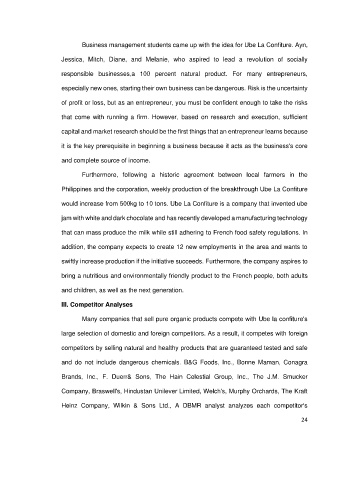 Business management students came up with the idea for Ube La Confiture. Ayn,
Jessica, Mitch, Diane, and Melanie, who aspired to lead a revolution of socially
responsible businesses.a 100 percent natural product. For many entrepreneurs,
especially new ones, starting their own business can be dangerous. Risk is the uncertainty
of profit or loss, but as an entrepreneur, you must be confident enough to take the risks
that come with running a firm. However, based on research and execution, sufficient
capital and market research should be the first things that an entrepreneur learns because
it is the key prerequisite in beginning a business because it acts as the business's core
and complete source of income.
Furthermore, following a historic agreement between local farmers in the
Philippines and the corporation, weekly production of the breakthrough Ube La Confiture
would increase from 500kg to 10 tons. Ube La Confiture is a company that invented ube
jam with white and dark chocolate and has recently developed a manufacturing technology
that can mass produce the milk while still adhering to French food safety regulations. In
addition, the company expects to create 12 new employments in the area and wants to
swiftly increase production if the initiative succeeds. Furthermore, the company aspires to
bring a nutritious and environmentally friendly product to the French people, both adults
and children, as well as the next generation.
III. Competitor Analyses
Many companies that sell pure organic products compete with Ube la confiture's
large selection of domestic and foreign competitors. As a result, it competes with foreign
competitors by selling natural and healthy products that are guaranteed tested and safe
and do not include dangerous chemicals. B&G Foods, Inc., Bonne Maman, Conagra
Brands, Inc., F. Duerr& Sons, The Hain Celestial Group, Inc., The J.M. Smucker
Company, Braswell's, Hindustan Unilever Limited, Welch's, Murphy Orchards, The Kraft
Heinz Company, Wilkin & Sons Ltd., A DBMR analyst analyzes each competitor's
24